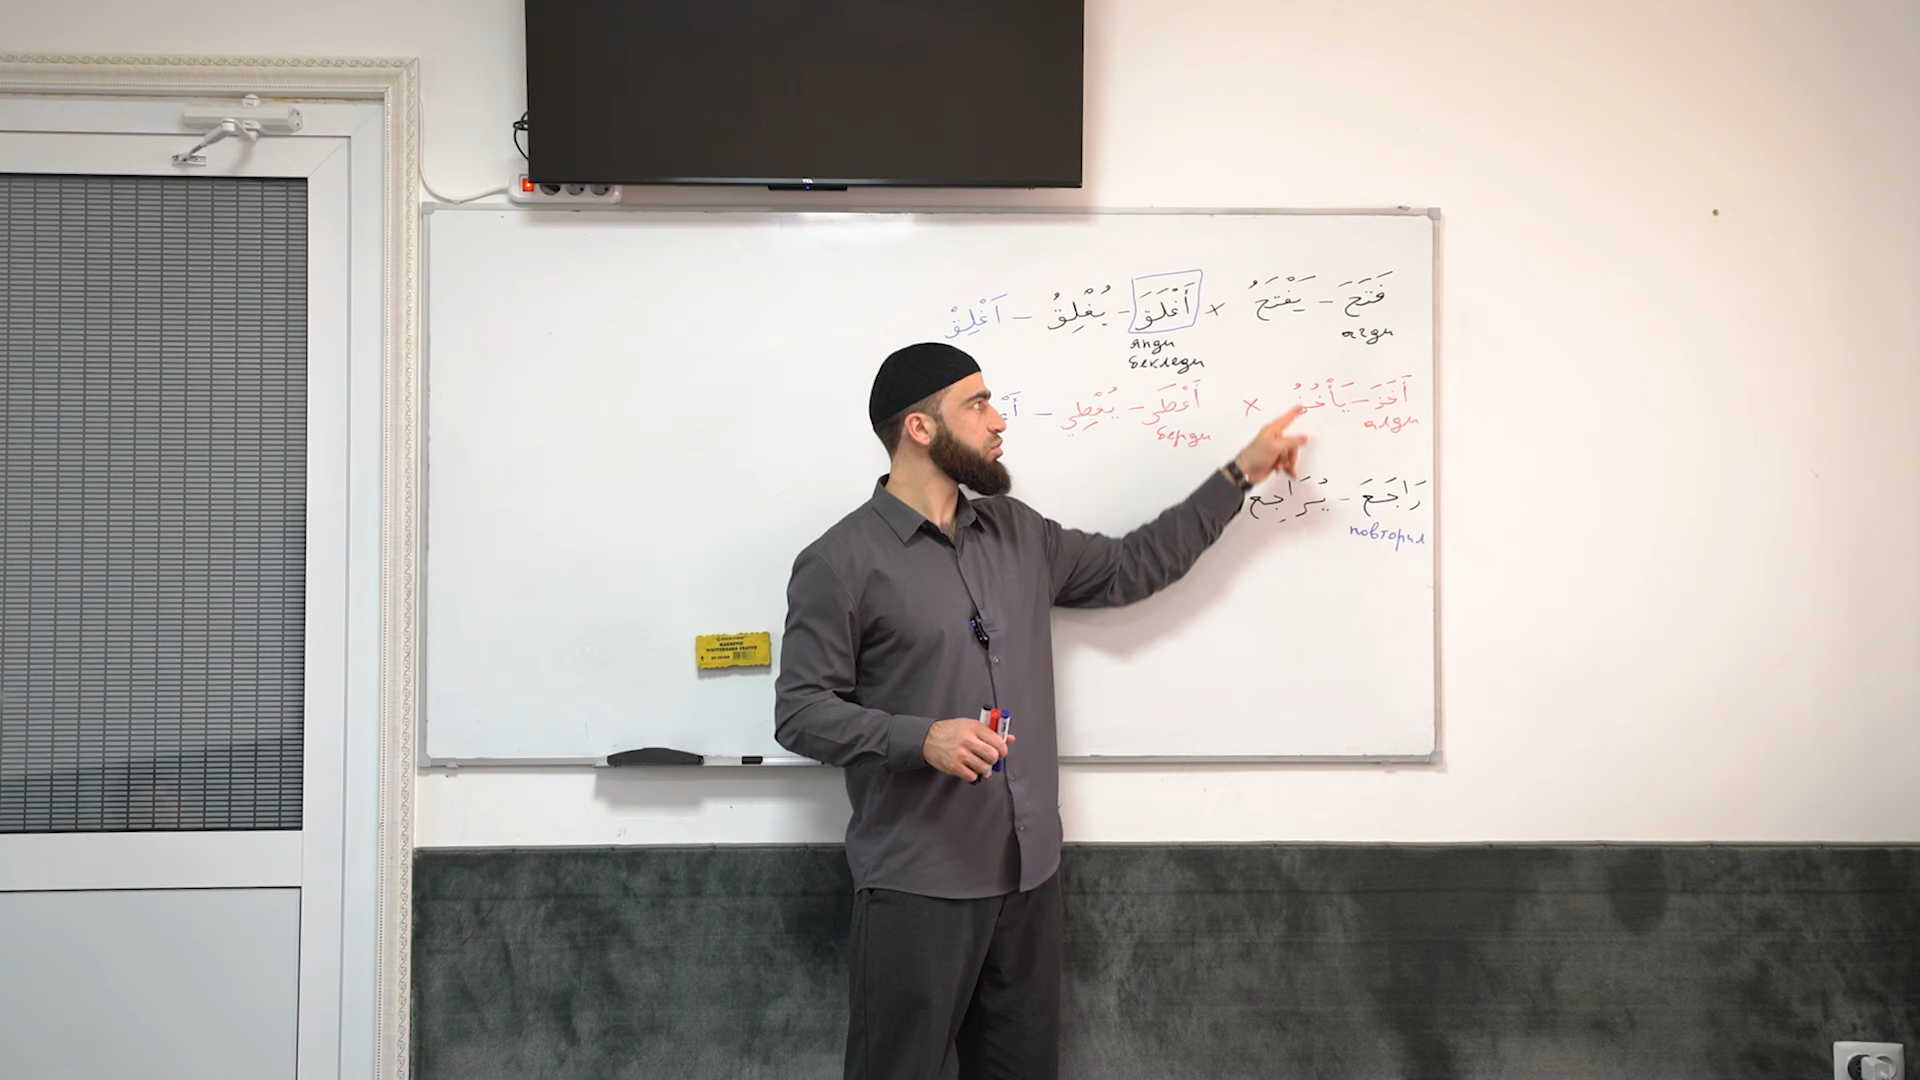 فَتَحَ – يَفْتَحُ × أَغْلَقَ – يُغْلِقُ – اَغْلِقْ
ачди
япди
бекледи
أَخَذَ – يَأْخُذُ × أَعْطَى – يُعْطِي –
алди
берди
رَاجَعَ – يُرَاجِع
повторил